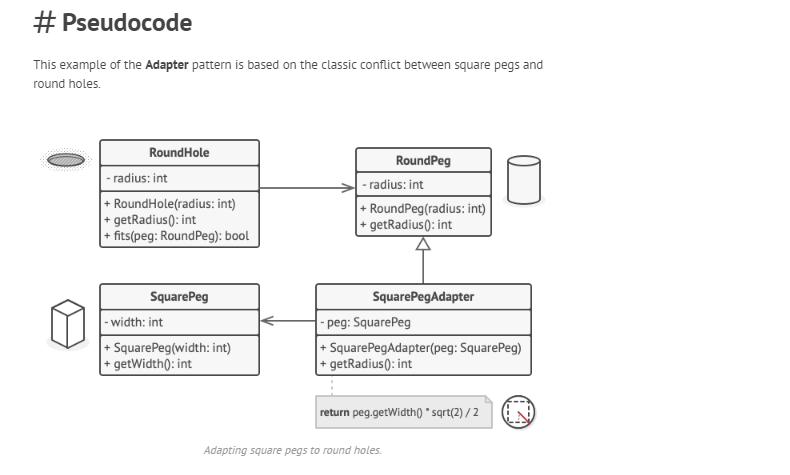 # Pseudocode
This example of the Adapter pattern is based on the classic conflict between square pegs and
round holes.
RoundHole
- radius: int
+ RoundHole(radius: int)
+ getRadius(): int
+ fits(peg: RoundPeg): bool
RoundPeg
- radius: int
+ RoundPeg(radius: int)
+ getRadius(): int
SquarePeg
- width: int
+ SquarePeg(width: int)
+ getWidth(): int
SquarePegAdapter
- peg: SquarePeg
+ SquarePegAdapter(peg: SquarePeg)
+ getRadius(): int
return peg.getWidth() * sqrt(2) / 2
Adapting square pegs to round holes.